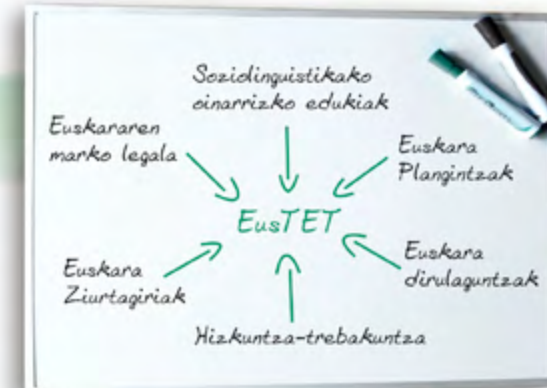 Soziolinguistikako
oinarrizko edukiak
Euskararen
marko legala
Euskara
Plangintzak
EusTET
Euskara
Ziurtagiriak
Euskara
dirulaguntzak
Hizkuntza-trebakuntza